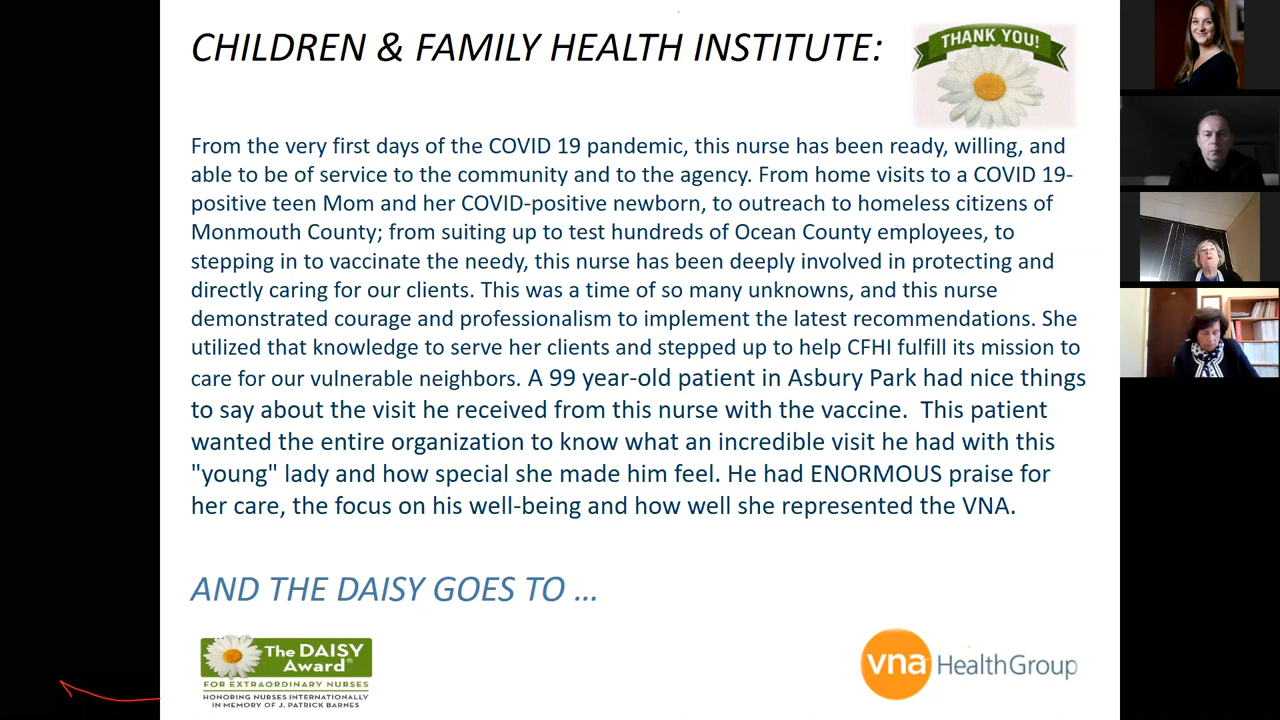 CHILDREN & FAMILY HEALTH INSTITUTE:
THANK YOU!
From the very first days of the COVID 19 pandemic, this nurse has been ready, willing, and
able to be of service to the community and to the agency. From home visits to a COVID 19-
positive teen Mom and her COVID-positive newborn, to outreach to homeless citizens of
Monmouth County; from suiting up to test hundreds of Ocean County employees, to
stepping in to vaccinate the needy, this nurse has been deeply involved in protecting and
directly caring for our clients. This was a time of so many unknowns, and this nurse
demonstrated courage and professionalism to implement the latest recommendations. She
utilized that knowledge to serve her clients and stepped up to help CFHI fulfill its mission to
care for our vulnerable neighbors. A 99 year-old patient in Asbury Park had nice things
to say about the visit he received from this nurse with the vaccine.  This patient
wanted the entire organization to know what an incredible visit he had with this
"young" lady and how special she made him feel. He had ENORMOUS praise for
her care, the focus on his well-being and how well she represented the VNA.
AND THE DAISY GOES TO …
The DAISY
Award®
FOR EXTRAORDINARY NURSES
HONORING NURSES INTERNATIONALLY
IN MEMORY OF J. PATRICK BARNES
vna HealthGroup